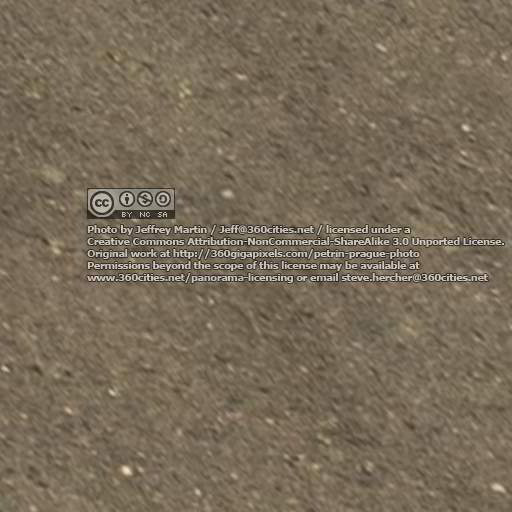 cc
BY NC SA
Photo by Jeffrey Martin / Jeff@360cities.net / licensed under a
Creative Commons Attribution-NonCommercial-ShareAlike 3.0 Unported License.
Original work at http://360gigapixels.com/petrin-prague-photo
Permissions beyond the scope of this license may be available at
www.360cities.net/panorama-licensing or email steve.hercher@360cities.net